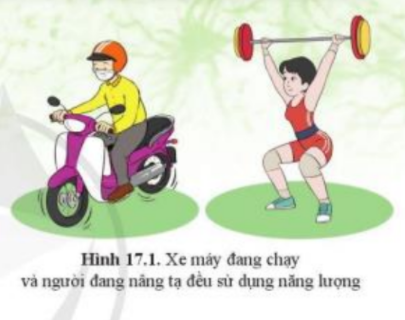 Hình 17.1. Xe máy đang chạy
và người đang nâng tạ đều sử dụng năng lượng